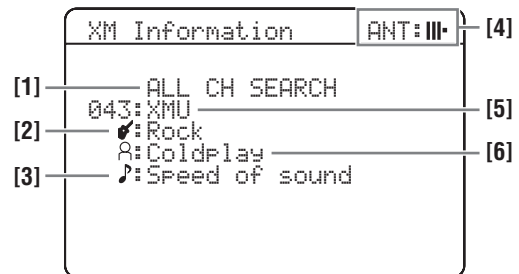 XM Information ANT: [4]
[1] ALL CH SEARCH
043:XMU [5]
[2] :Rock
:Coldplay [6]
[3] :Speed of sound